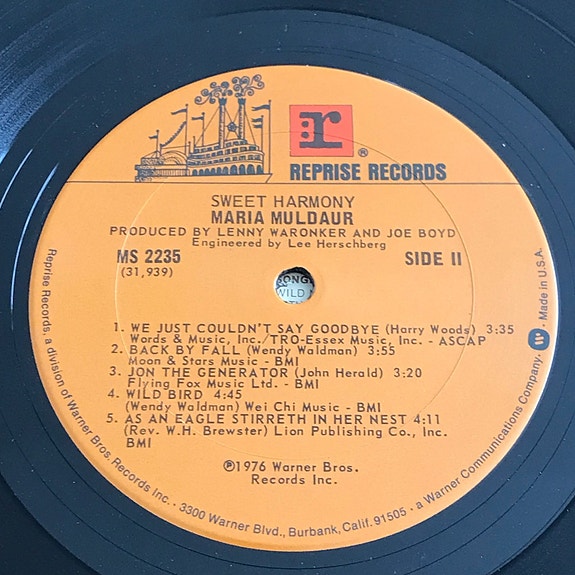 r
®
REPRISE RECORDS
SWEET HARMONY
MARIA MULDAUR
PRODUCED BY LENNY WARONKER AND JOE BOYD
Engineered by Lee Herschberg
MS 2235
(31,939)
SIDE II
ONG
WILD
1. WE JUST COULDN'T SAY GOODBYE (Harry Woods) 3:35
Words & Music, Inc./TRO-Essex Music, Inc. - ASCAP
2. BACK BY FALL (Wendy Waldman) 3:55
Moon & Stars Music - BMI
3. JON THE GENERATOR (John Herald) 3:20
Flying Fox Music Ltd. - BMI
4. WILD BIRD 4:45
(Wendy Waldman) Wei Chi Music - BMI
5. AS AN EAGLE STIRRETH IN HER NEST 4:11
(Rev. W.H. Brewster) Lion Publishing Co., Inc.
BMI
℗1976 Warner Bros.
Records Inc.
Reprise Records, a division of Warner Bros. Records Inc. · 3300 Warner Blvd., Burbank, Calif. 91505 · a Warner Communications Company. W · Made in U.S.A.